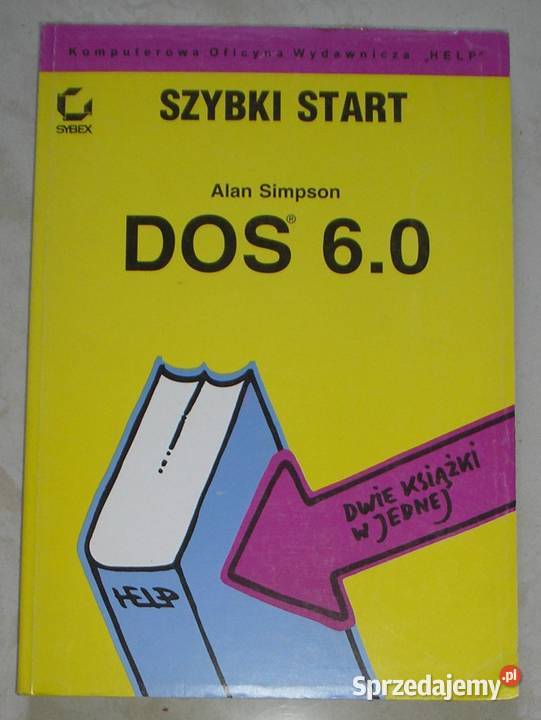 Komputerowa Oficyna Wydawnicza „HELP”
SYBEX
SZYBKI START
Alan Simpson
DOS® 6.0
DWIE KSIĄŻKI
W JEDNEJ
HELP
Sprzedajemy.pl